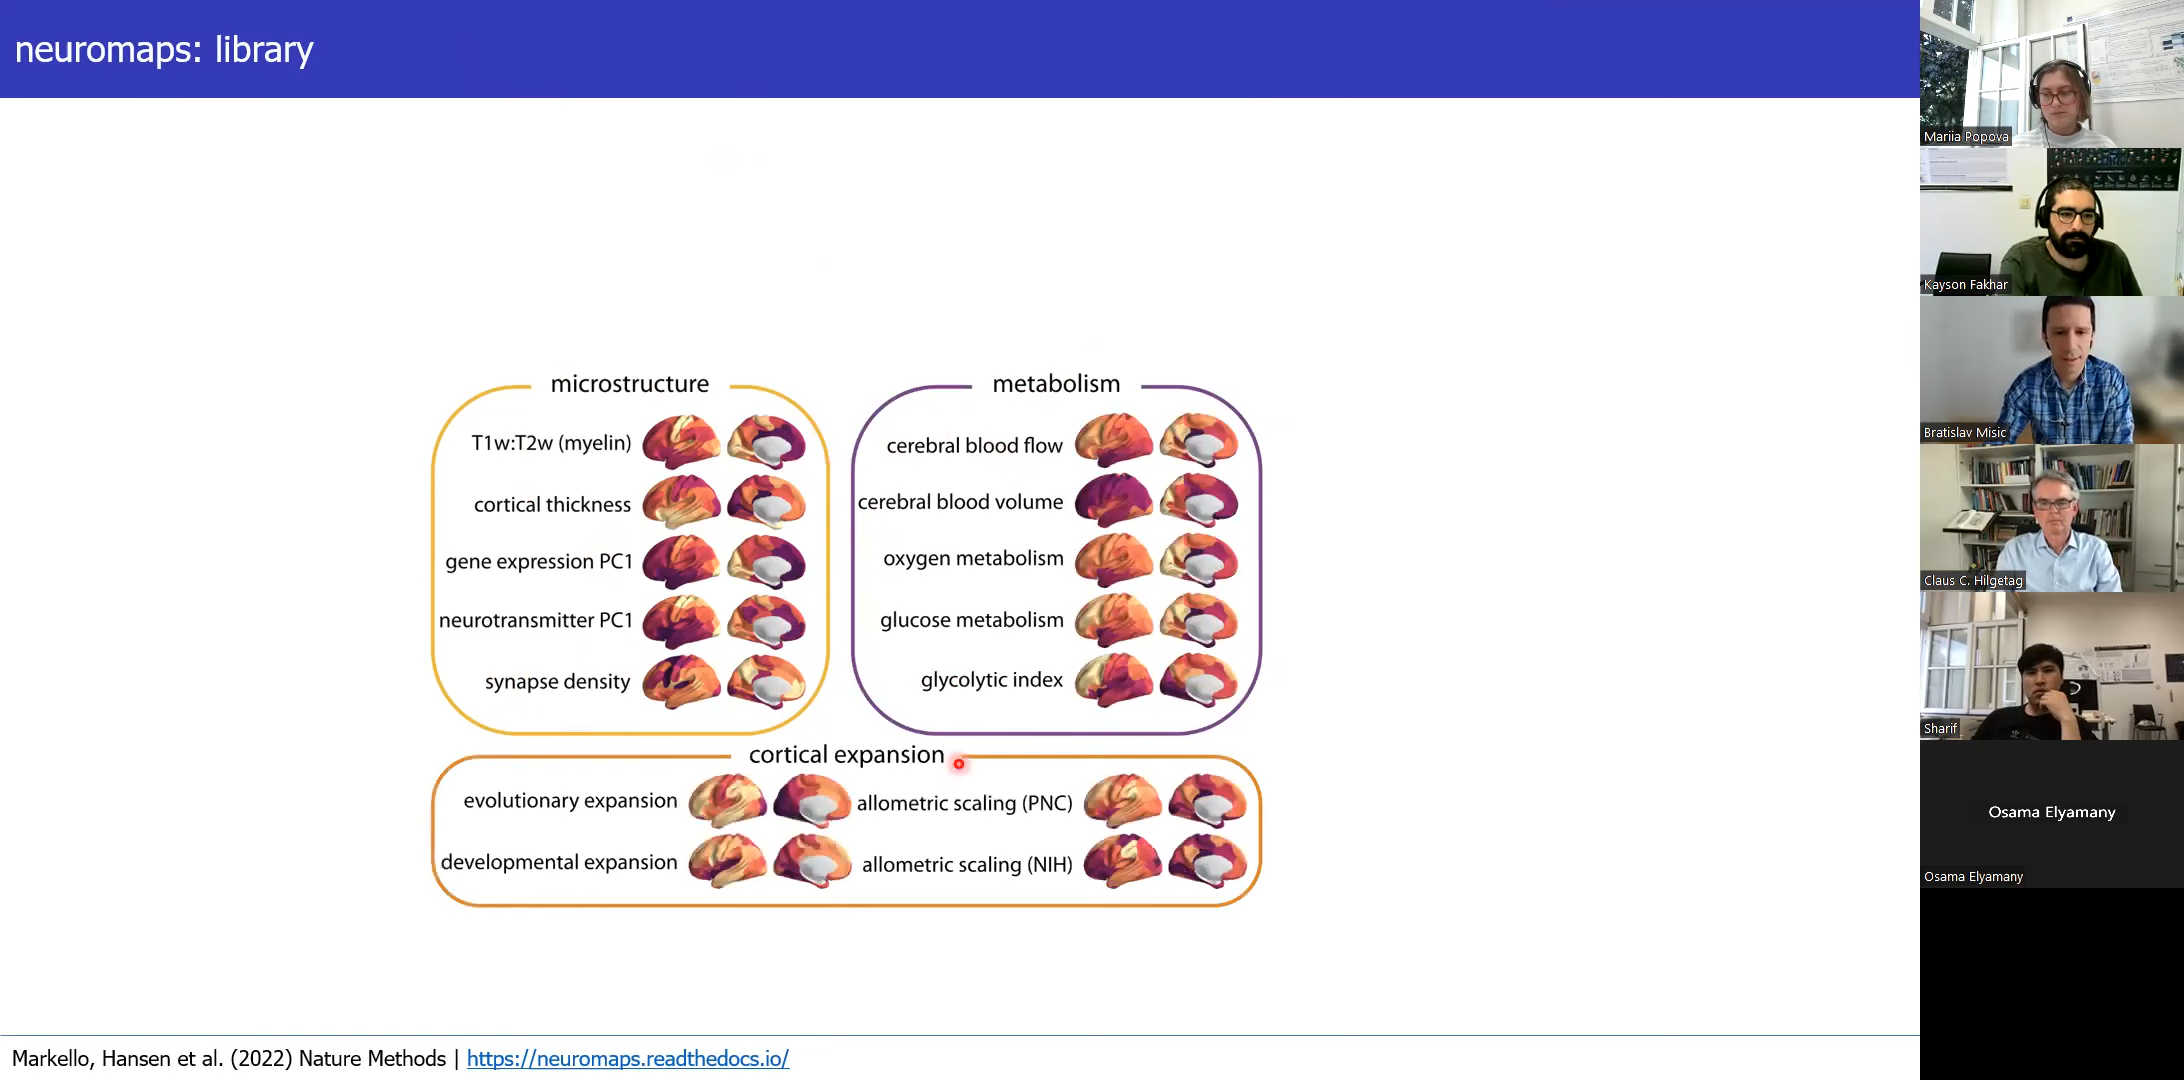 neuromaps: library
microstructure
T1w:T2w (myelin)
cortical thickness
gene expression PC1
neurotransmitter PC1
synapse density
metabolism
cerebral blood flow
cerebral blood volume
oxygen metabolism
glucose metabolism
glycolytic index
cortical expansion
evolutionary expansion
allometric scaling (PNC)
developmental expansion
allometric scaling (NIH)
Markello, Hansen et al. (2022) Nature Methods | https://neuromaps.readthedocs.io/
Mariia Popova
Kayson Fakhar
Bratislav Misic
Claus C. Hilgetag
Sharif
Osama Elyamany
Osama Elyamany